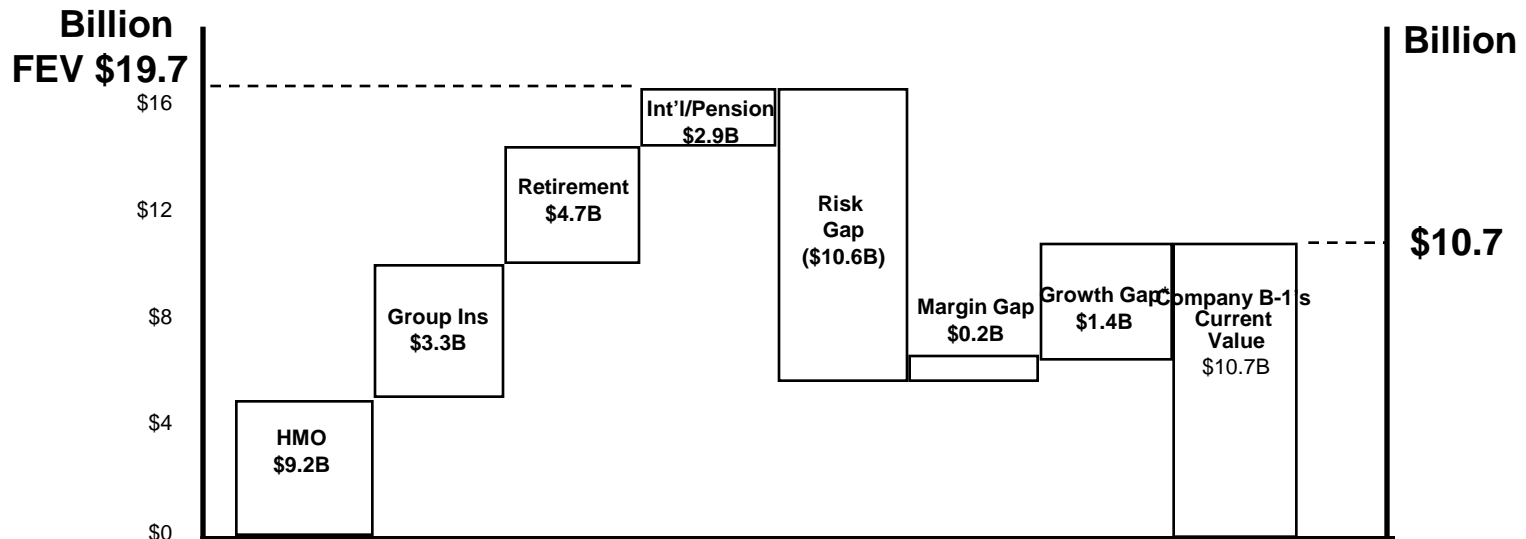 Billion
FEV $19.7
$16
$12
$8
$4
$0
HMO
$9.2B
Group Ins
$3.3B
Retirement
$4.7B
Int’l/Pension
$2.9B
Risk
Gap
($10.6B)
Margin Gap
$0.2B
Growth Gap*
$1.4B
Company B-1’s
Current
Value
$10.7B
Billion
$10.7